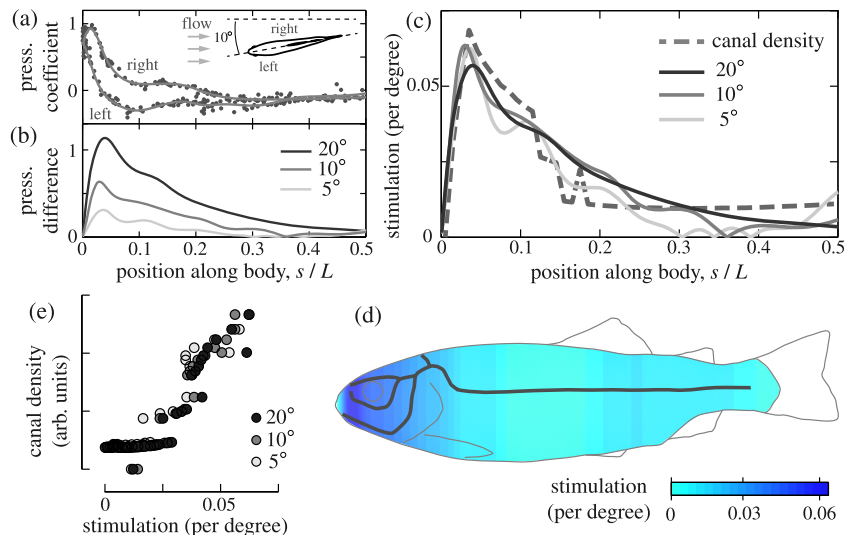 (a)
1
0
press.
coefficient
flow
10°
right
left
right
left
(b)
1
0
press.
difference
20°
10°
5°
0 0.1 0.2 0.3 0.4 0.5
position along body, s / L
(c)
0.05
0
stimulation (per degree)
canal density
20°
10°
5°
0 0.1 0.2 0.3 0.4 0.5
position along body, s / L
(e)
canal density
(arb. units)
20°
10°
5°
0 0.05
stimulation (per degree)
(d)
stimulation
(per degree)
0 0.03 0.06